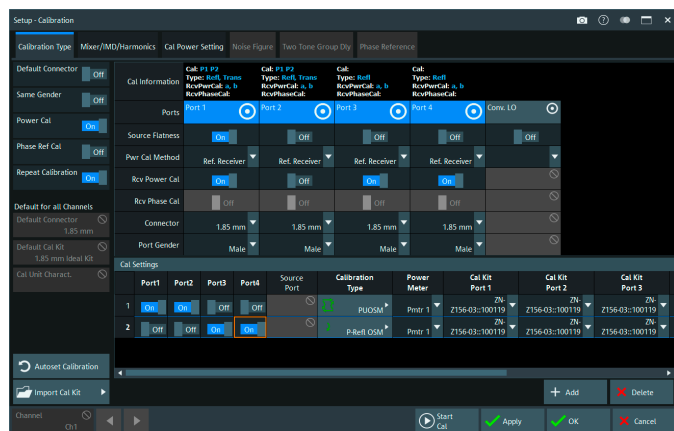 Setup - Calibration
Calibration Type Mixer/IMD/Harmonics Cal Power Setting Noise Figure Two Tone Group Dly Phase Reference
Default Connector Off
Same Gender Off
Power Cal On
Phase Ref Cal Off
Repeat Calibration On
Default for all Channels
Default Connector
1.85 mm
Default Cal Kit
1.85 mm Ideal Kit
Cal Unit Charact.
Autoset Calibration
Import Cal Kit
Cal Information
Cal: P1 P2 Cal: P1 P2 Cal: Cal:
Type: Refl, Trans Type: Refl, Trans Type: Refl Type:
RcvPwrCal: a, b RcvPwrCal: a, b RcvPwrCal: a, b RcvPwrCal: a, b
RcvPhaseCal: RcvPhaseCal: RcvPhaseCal: RcvPhaseCal:
Ports Port 1 Port 2 Port 3 Port 4 Conv. LO
Source Flatness On Off Off Off Off
Pwr Cal Method Ref. Receiver Ref. Receiver Ref. Receiver Ref. Receiver
Rcv Power Cal On Off On On
Rcv Phase Cal Off Off Off Off
Connector 1.85 mm 1.85 mm 1.85 mm 1.85 mm
Port Gender Male Male Male Male
Cal Settings
Port1 Port2 Port3 Port4 Source Port Calibration Type Power Meter Cal Kit Port 1 Cal Kit Port 2 Cal Kit Port 3
1 On On Off Off PUOSM Pmtr 1 ZN-Z156-03::100119 ZN-Z156-03::100119 ZN-Z156-03::100119
2 Off Off On On P-Refl OSM Pmtr 1 ZN-Z156-03::100119 ZN-Z156-03::100119 ZN-Z156-03::100119
+ Add Delete
Channel
Ch1
Start Cal Apply OK Cancel